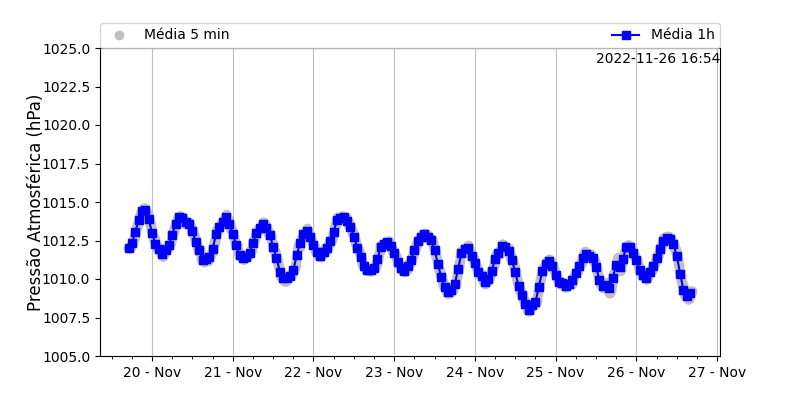 Média 5 min
Média 1h
2022-11-26 16:54
Pressão Atmosférica (hPa)
1025.0
1022.5
1020.0
1017.5
1015.0
1012.5
1010.0
1007.5
1005.0
20 - Nov
21 - Nov
22 - Nov
23 - Nov
24 - Nov
25 - Nov
26 - Nov
27 - Nov